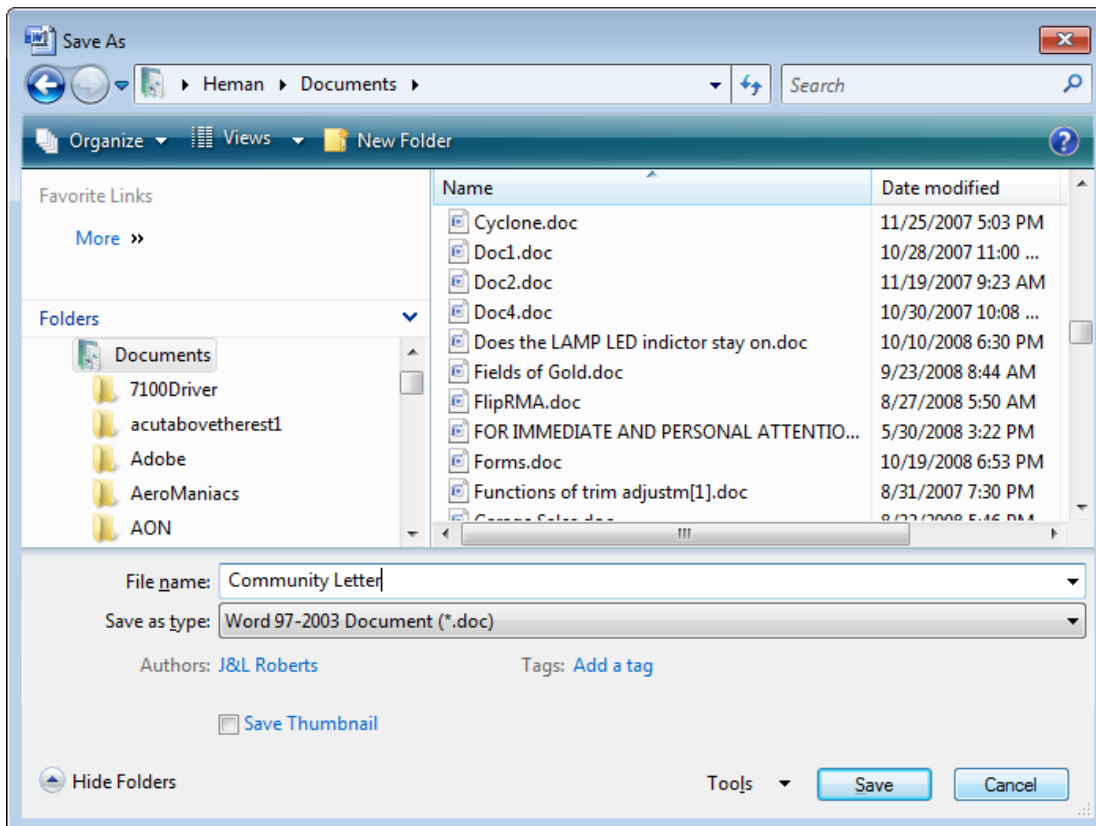 Save As
Heman Documents
Search
Organize Views New Folder
Favorite Links
More »
Folders
Documents
7100Driver
acutabovetherest1
Adobe
AeroManiacs
AON
Name Date modified
Cyclone.doc 11/25/2007 5:03 PM
Doc1.doc 10/28/2007 11:00 ...
Doc2.doc 11/19/2007 9:23 AM
Doc4.doc 10/30/2007 10:08 ...
Does the LAMP LED indictor stay on.doc 10/10/2008 6:30 PM
Fields of Gold.doc 9/23/2008 8:44 AM
FlipRMA.doc 8/27/2008 5:50 AM
FOR IMMEDIATE AND PERSONAL ATTENTIO... 5/30/2008 3:22 PM
Forms.doc 10/19/2008 6:53 PM
Functions of trim adjustm[1].doc 8/31/2007 7:30 PM
File name: Community Letter
Save as type: Word 97-2003 Document (*.doc)
Authors: J&L Roberts Tags: Add a tag
Save Thumbnail
Hide Folders Tools Save Cancel